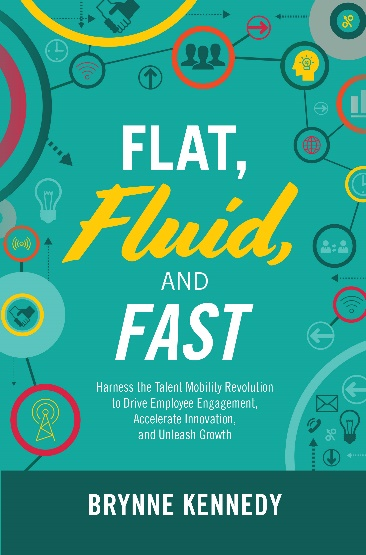 FLAT,
Fluid,
AND
FAST
Harness the Talent Mobility Revolution
to Drive Employee Engagement,
Accelerate Innovation,
and Unleash Growth
BRYNNE KENNEDY